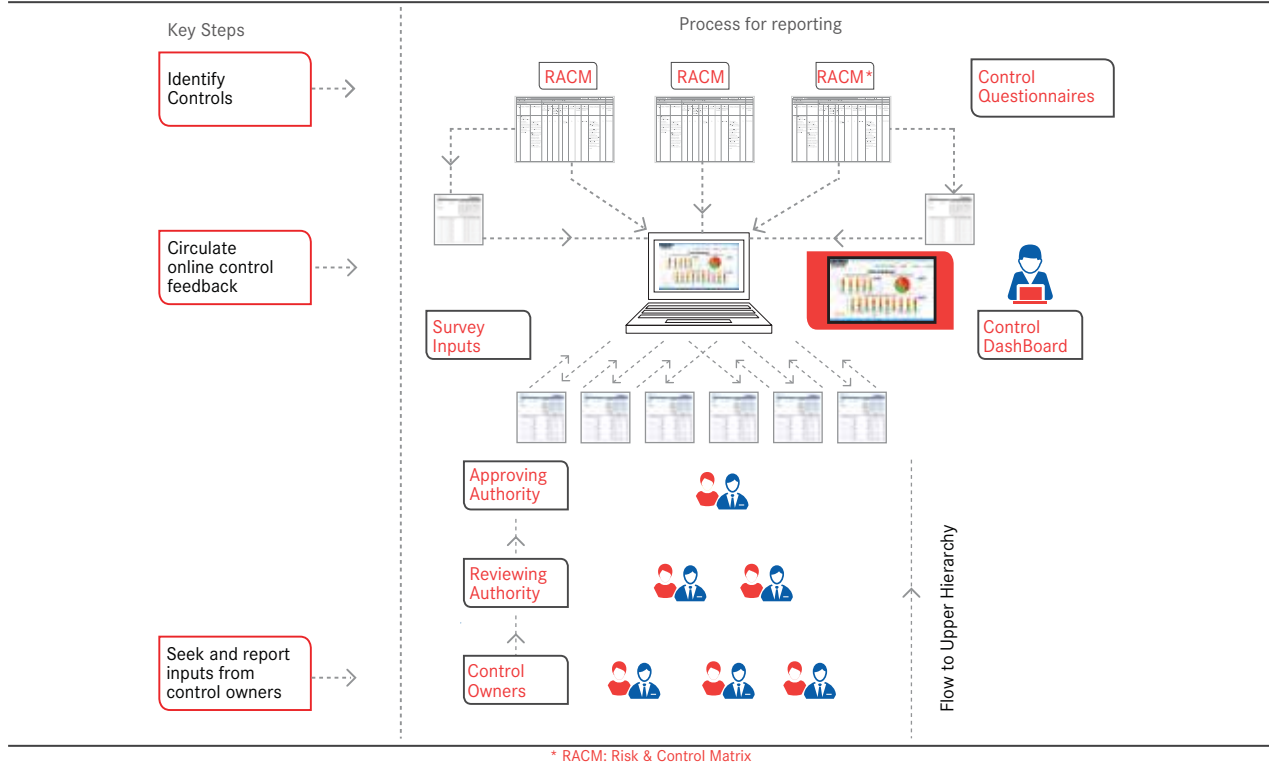 Key Steps
Process for reporting
Identify
Controls
RACM
RACM
RACM*
Control
Questionnaires
Circulate
online control
feedback
Survey
Inputs
Control
DashBoard
Approving
Authority
Reviewing
Authority
Seek and report
inputs from
control owners
Control
Owners
Flow to Upper Hierarchy
* RACM: Risk & Control Matrix